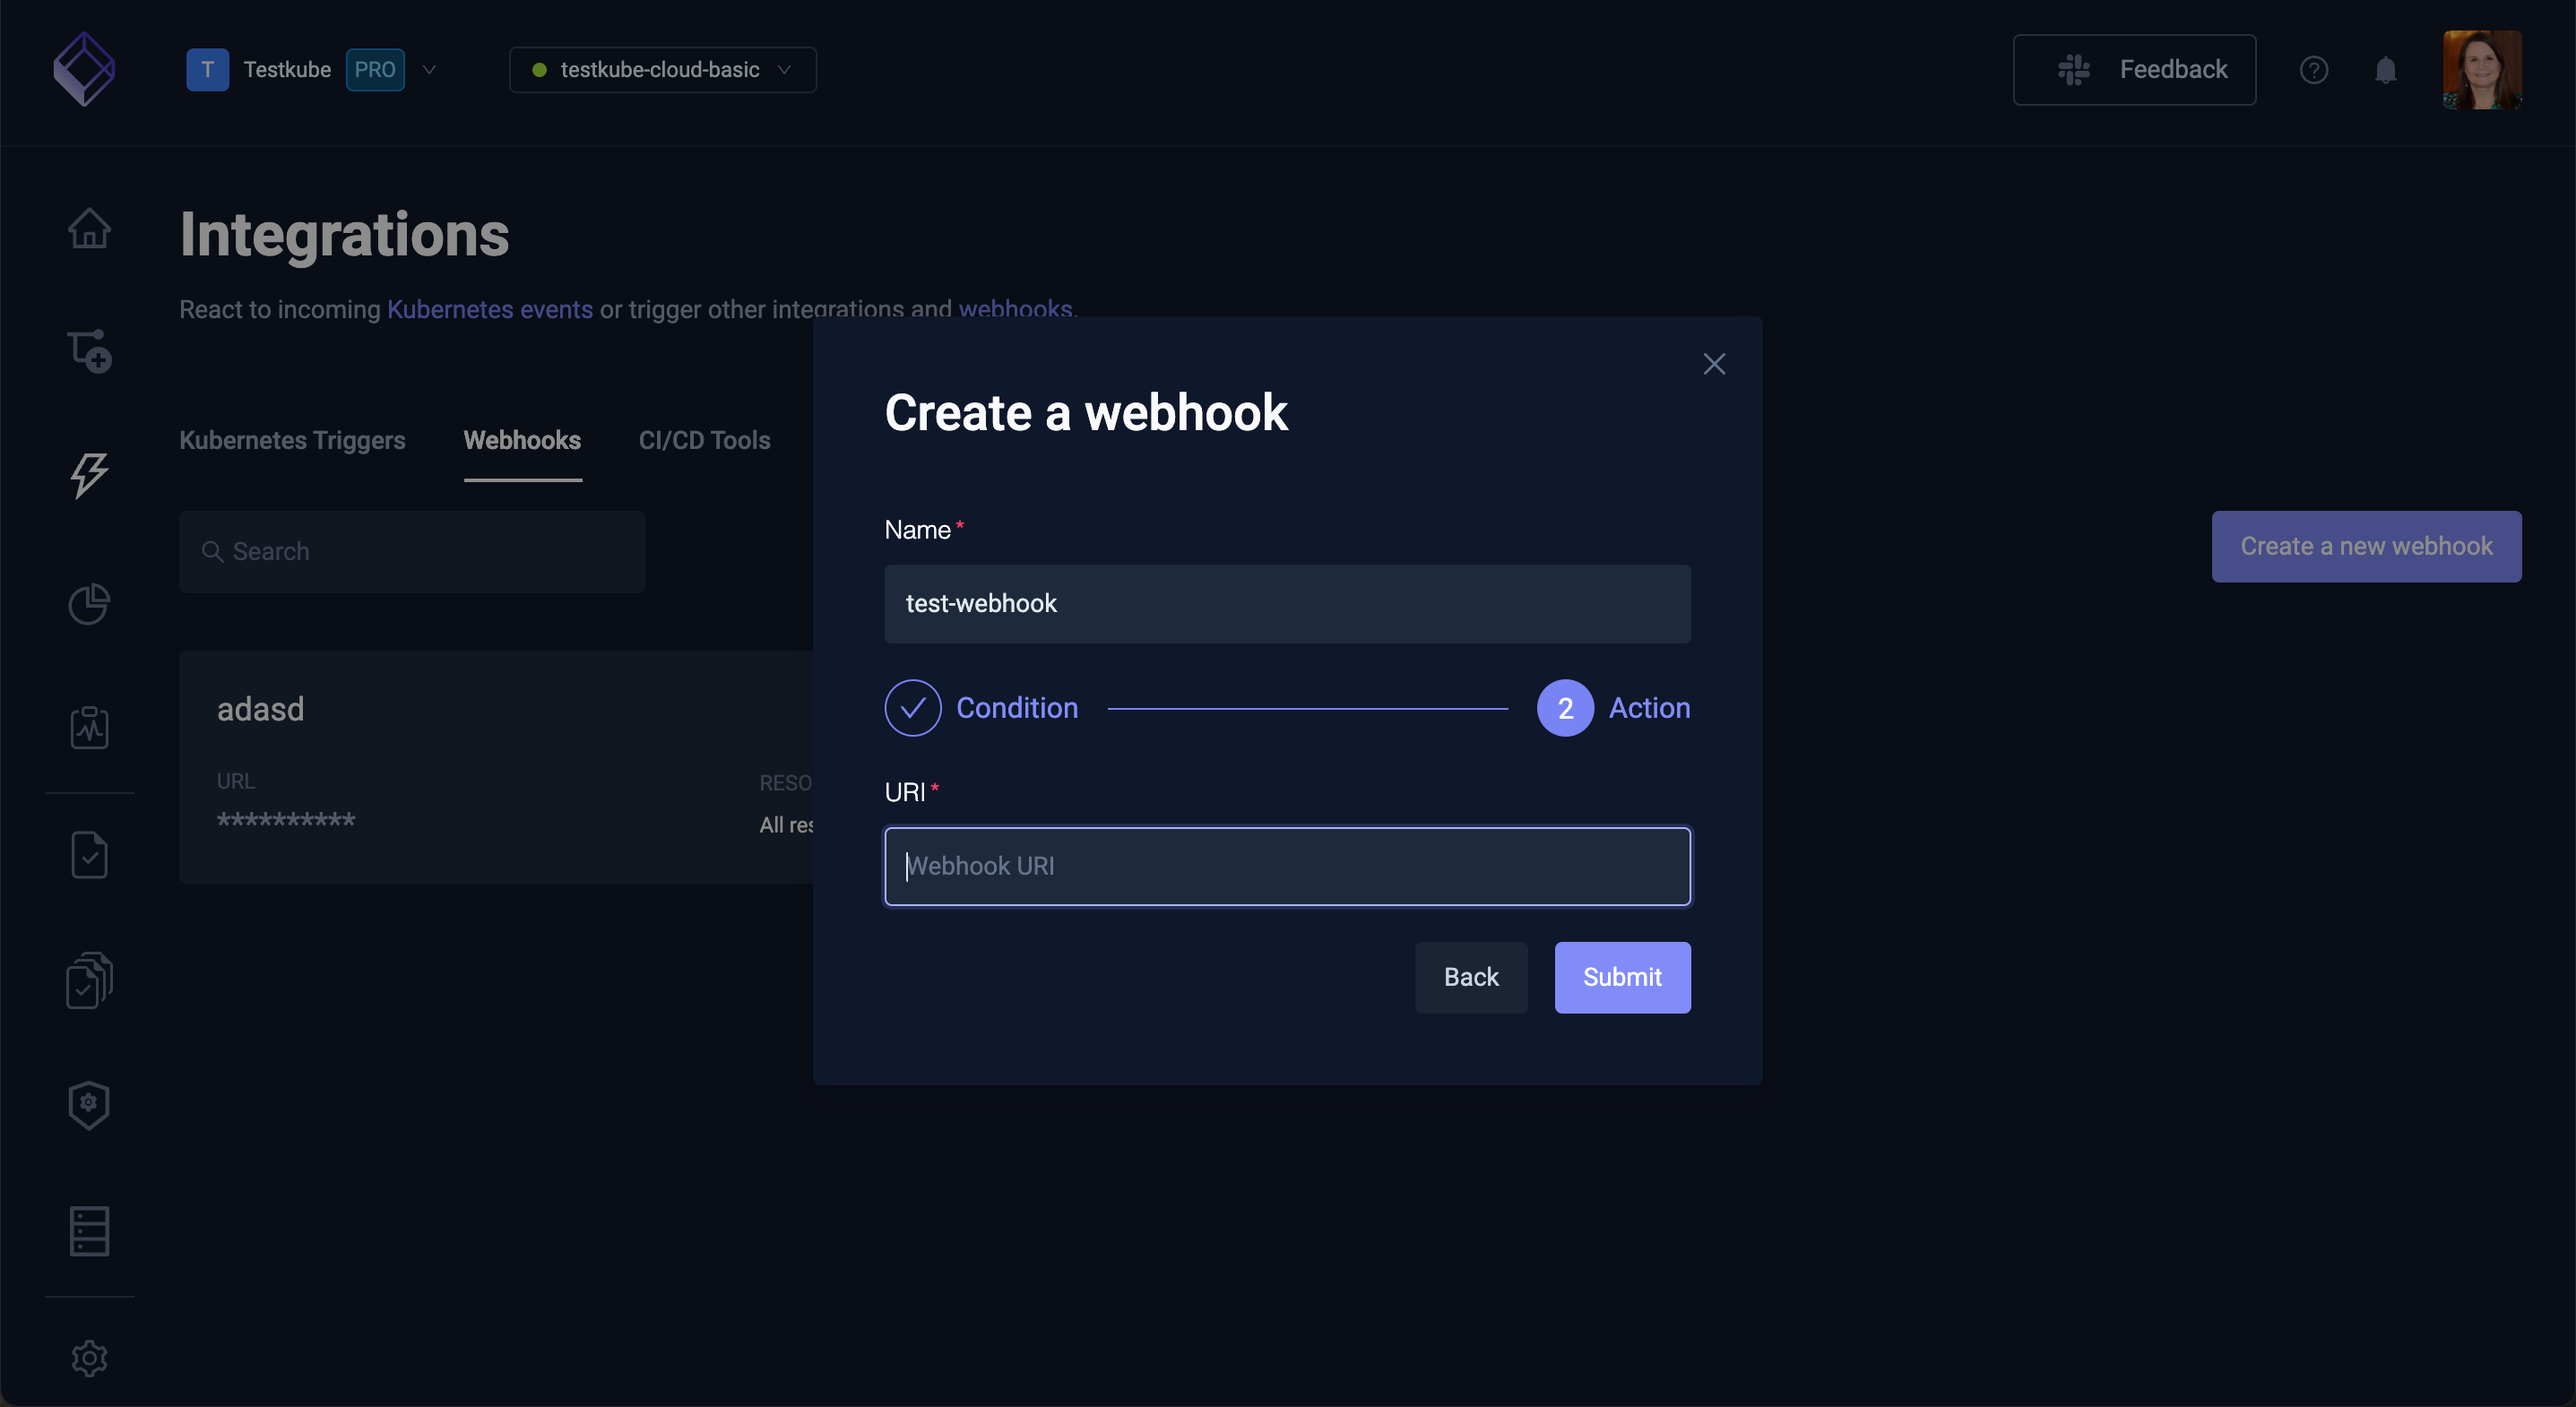 T Testkube PRO testkube-cloud-basic Feedback ?
Integrations
React to incoming Kubernetes events or trigger other integrations and webhooks.
Kubernetes Triggers Webhooks CI/CD Tools
Search
Create a new webhook
adasd
URL
**********
RESO
All res
Create a webhook
Name *
test-webhook
Condition 2 Action
URI *
Webhook URI
Back Submit